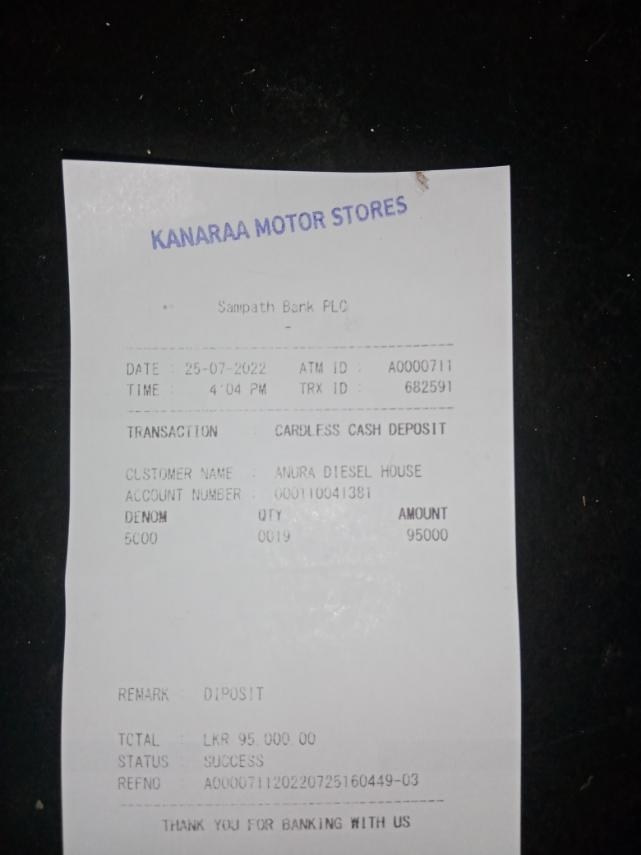 KANARAA MOTOR STORES
Sampath Bank PLC
-
DATE : 25-07-2022 ATM ID : A0000711
TIME : 4:04 PM TRX ID : 682591
TRANSACTION : CARDLESS CASH DEPOSIT
CUSTOMER NAME : ANURA DIESEL HOUSE
ACCOUNT NUMBER : 000110041381
DENOM QTY AMOUNT
5000 0019 95000
REMARK : DIPOSIT
TOTAL : LKR 95,000.00
STATUS : SUCCESS
REFNO : A000071120220725160449-03
THANK YOU FOR BANKING WITH US